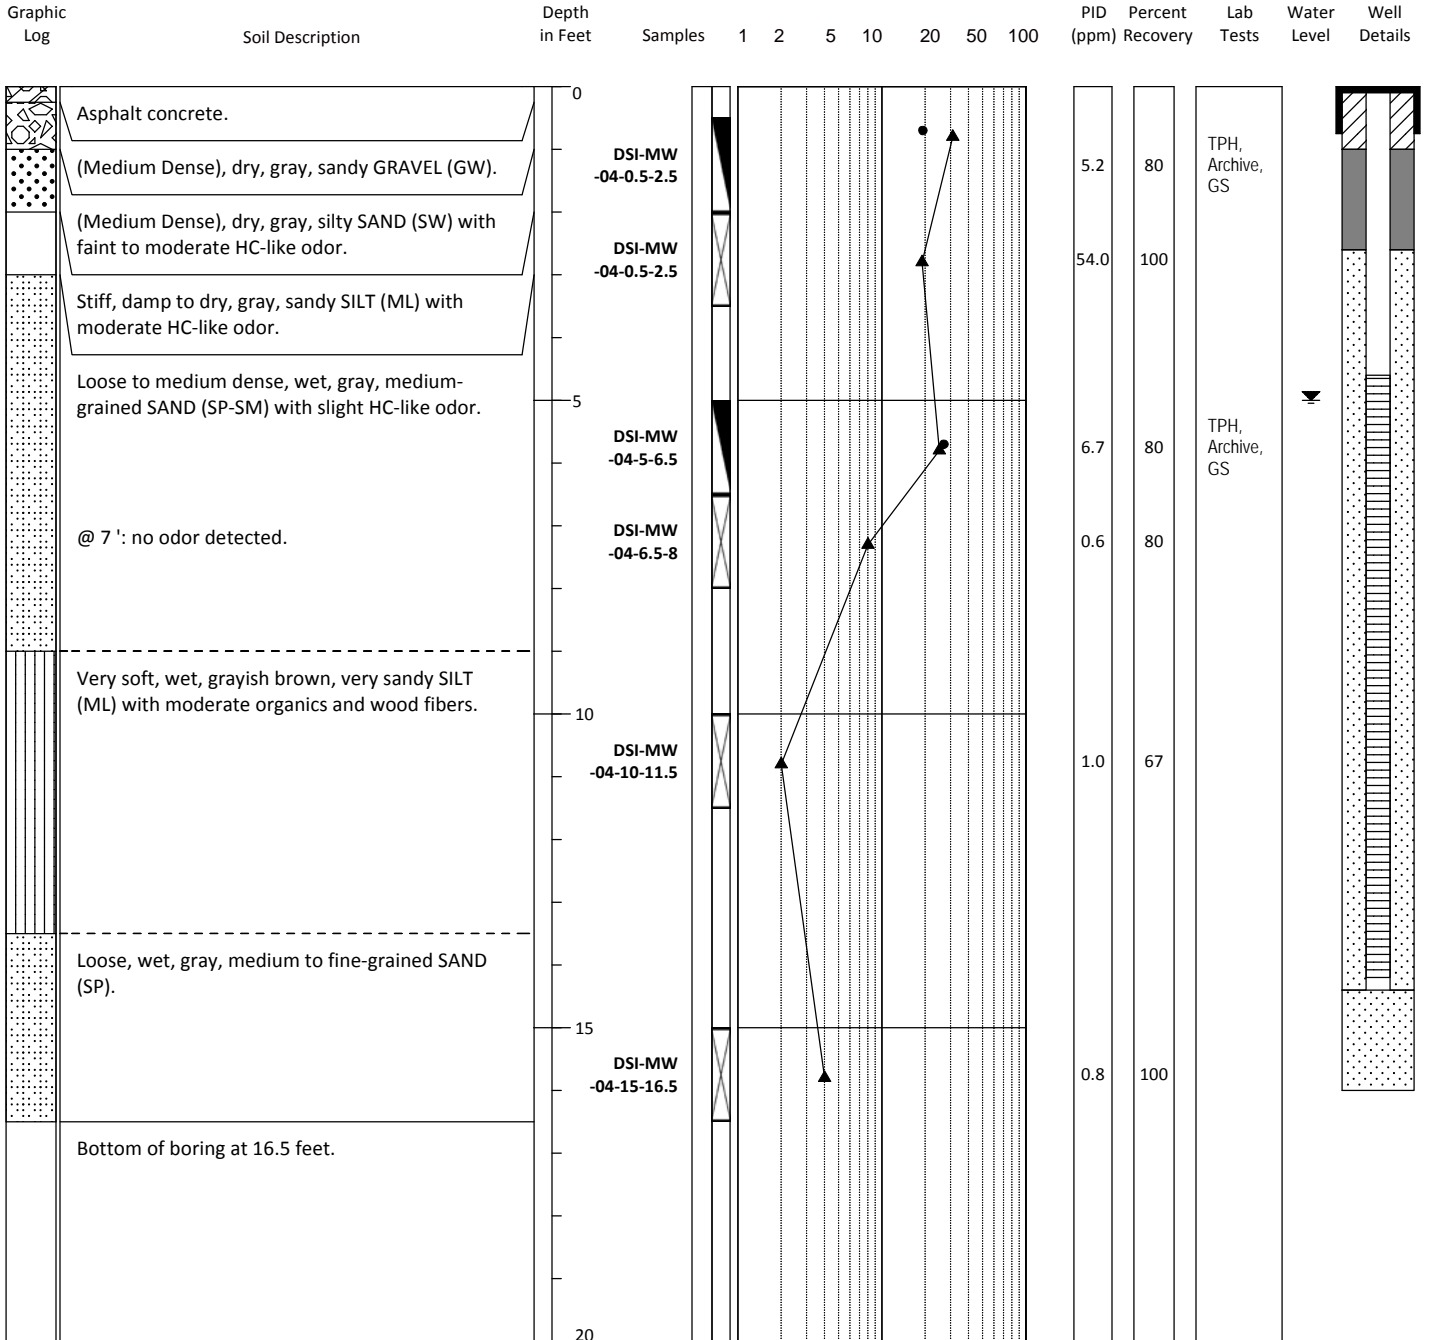 Graphic Log
Soil Description
Depth in Feet
Samples
1 2 5 10 20 50 100
PID (ppm)
Percent Recovery
Lab Tests
Water Level
Well Details
0
Asphalt concrete.
(Medium Dense), dry, gray, sandy GRAVEL (GW).
DSI-MW
-04-0.5-2.5
5.2
80
TPH,
Archive,
GS
(Medium Dense), dry, gray, silty SAND (SW) with
faint to moderate HC-like odor.
DSI-MW
-04-0.5-2.5
54.0
100
Stiff, damp to dry, gray, sandy SILT (ML) with
moderate HC-like odor.
Loose to medium dense, wet, gray, medium-
grained SAND (SP-SM) with slight HC-like odor.
5
DSI-MW
-04-5-6.5
6.7
80
TPH,
Archive,
GS
@ 7 ': no odor detected.
DSI-MW
-04-6.5-8
0.6
80
Very soft, wet, grayish brown, very sandy SILT
(ML) with moderate organics and wood fibers.
10
DSI-MW
-04-10-11.5
1.0
67
Loose, wet, gray, medium to fine-grained SAND
(SP).
15
DSI-MW
-04-15-16.5
0.8
100
Bottom of boring at 16.5 feet.
20